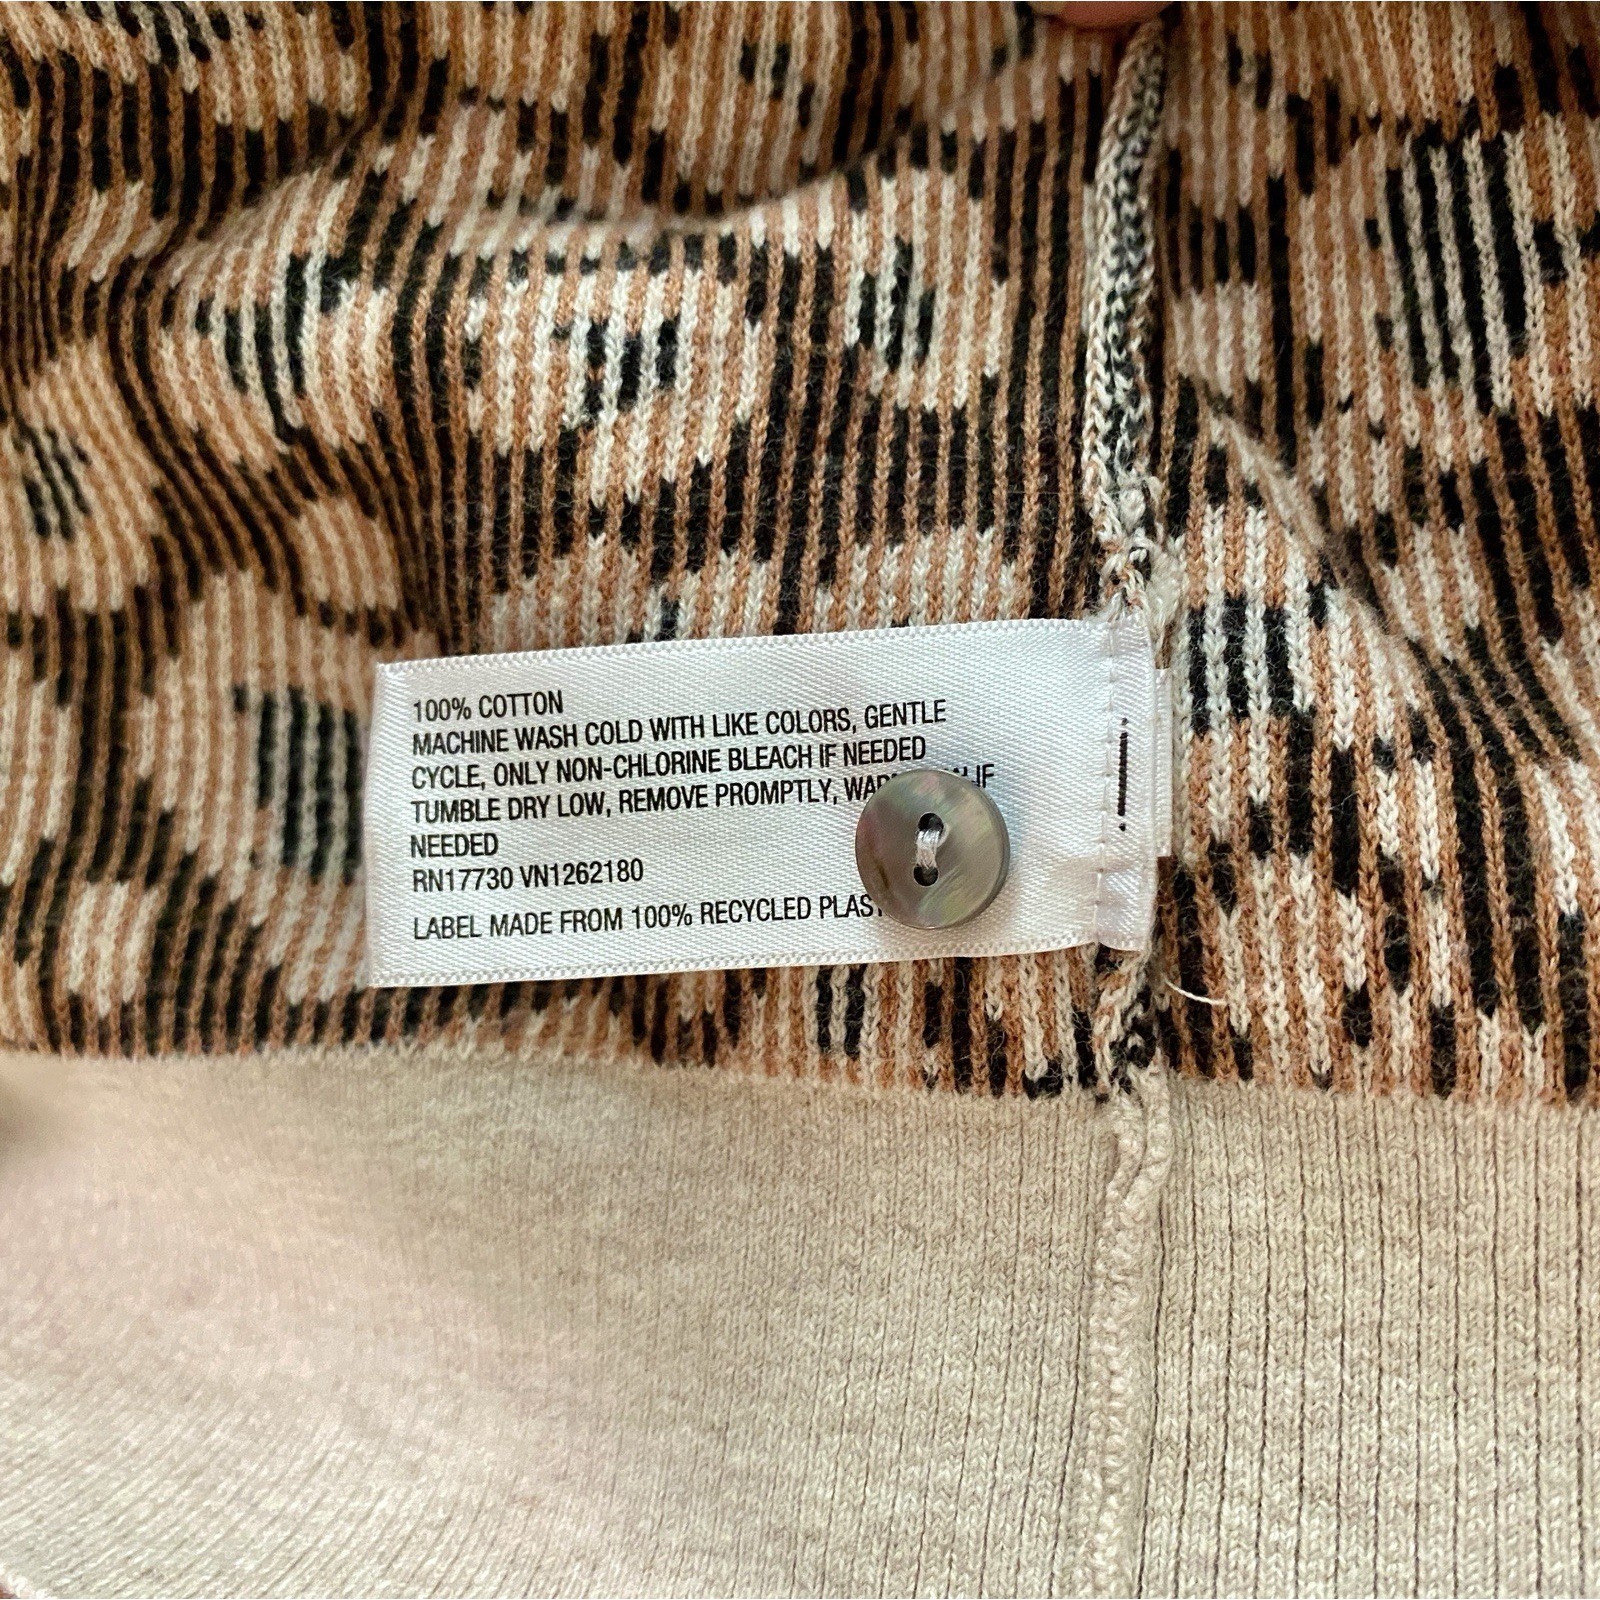 100% COTTON
MACHINE WASH COLD WITH LIKE COLORS, GENTLE
CYCLE, ONLY NON-CHLORINE BLEACH IF NEEDED
TUMBLE DRY LOW, REMOVE PROMPTLY, IF
NEEDED
RN17730 VN1262180
LABEL MADE FROM 100% RECYCLED